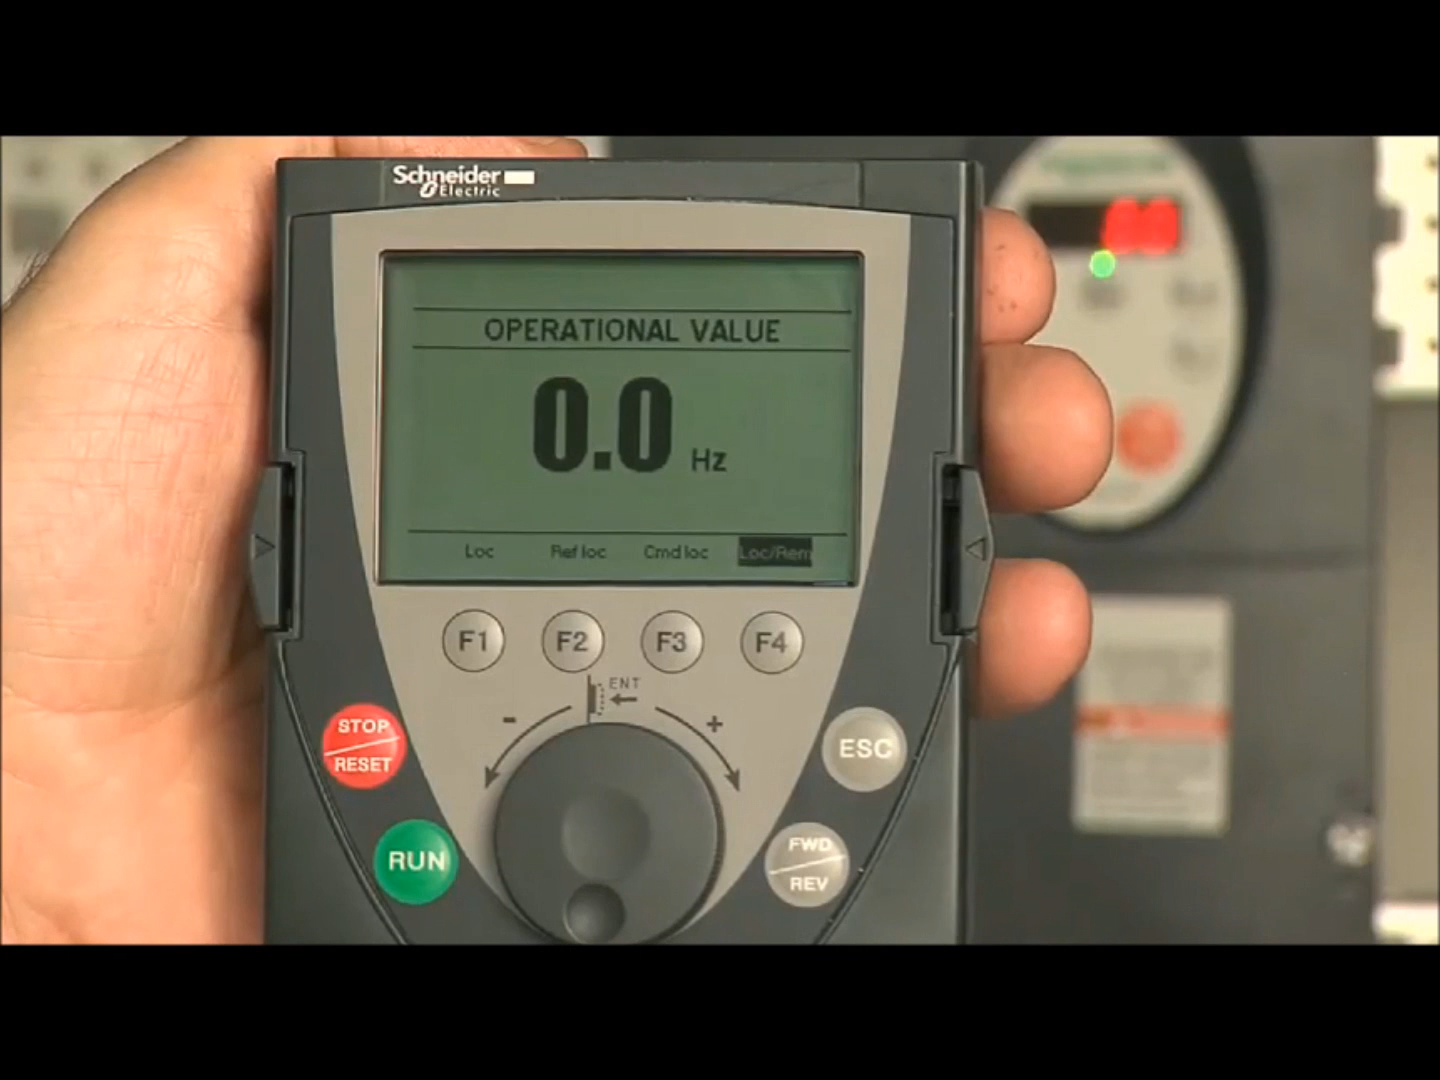 Schneider
Electric
OPERATIONAL VALUE
0.0 Hz
Loc Ref loc Cmd loc Loc/Rem
F1 F2 F3 F4
ENT
- +
STOP
RESET
ESC
RUN
FWD
REV